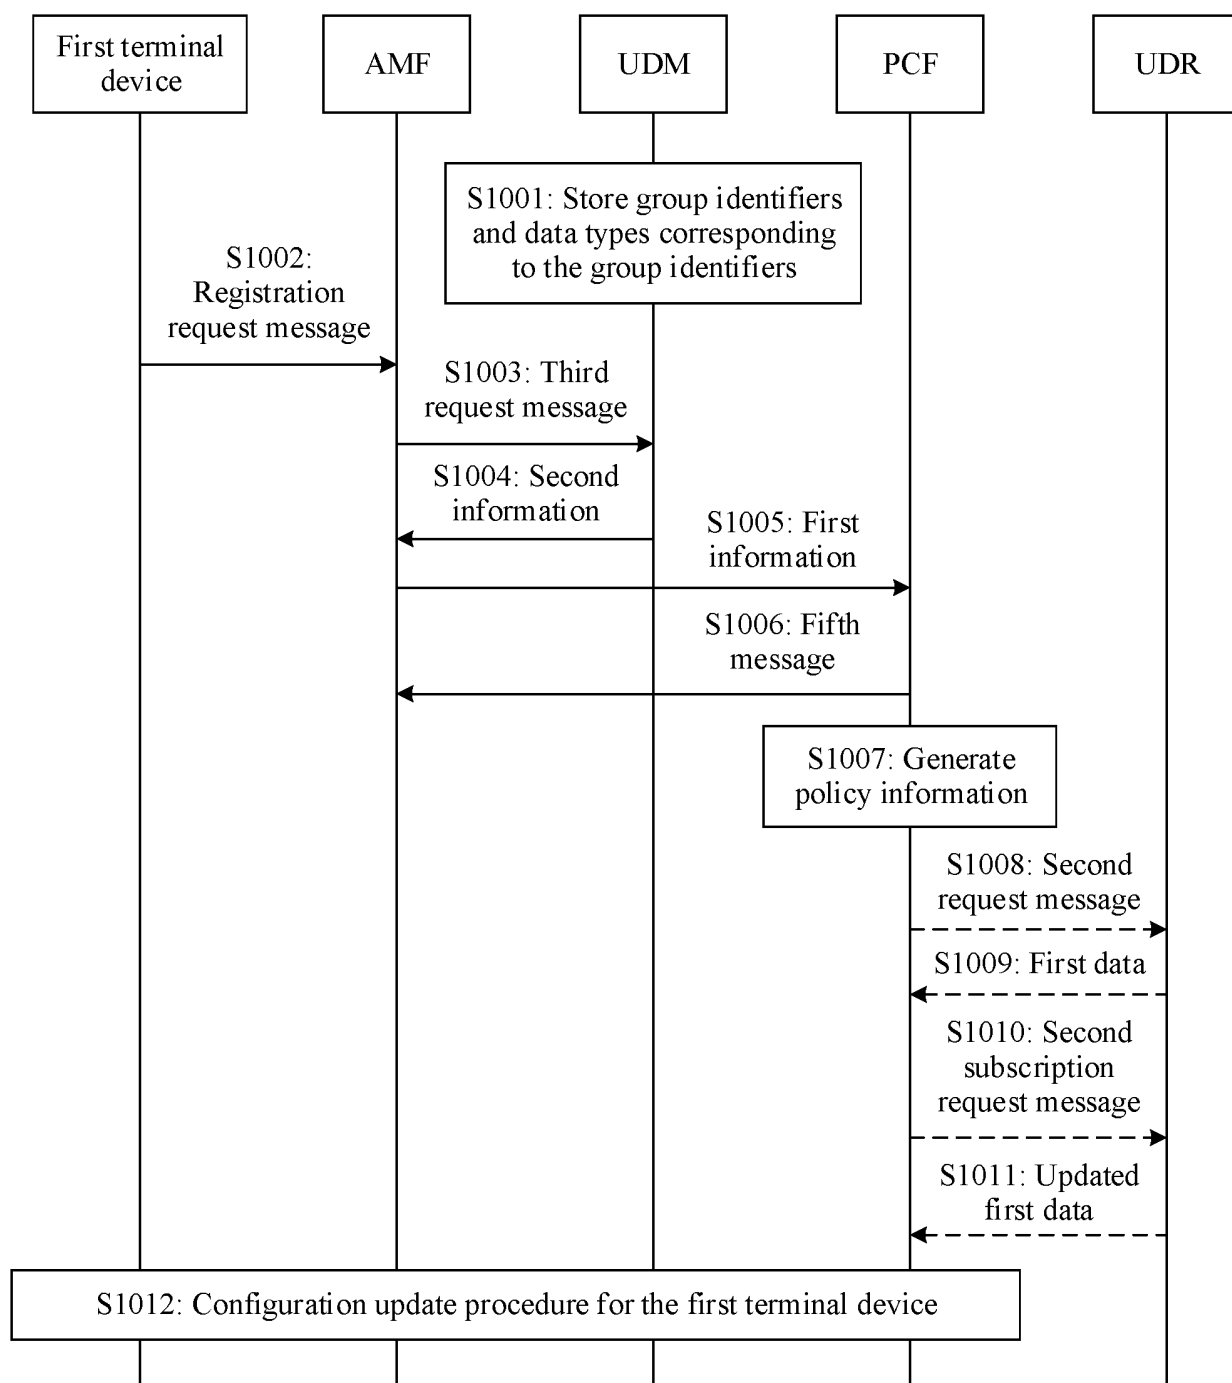 First terminal
device
AMF
UDM
PCF
UDR
S1001: Store group identifiers
and data types corresponding
to the group identifiers
S1002:
Registration
request message
S1003: Third
request message
S1004: Second
information
S1005: First
information
S1006: Fifth
message
S1007: Generate
policy information
S1008: Second
request message
S1009: First data
S1010: Second
subscription
request message
S1011: Updated
first data
S1012: Configuration update procedure for the first terminal device